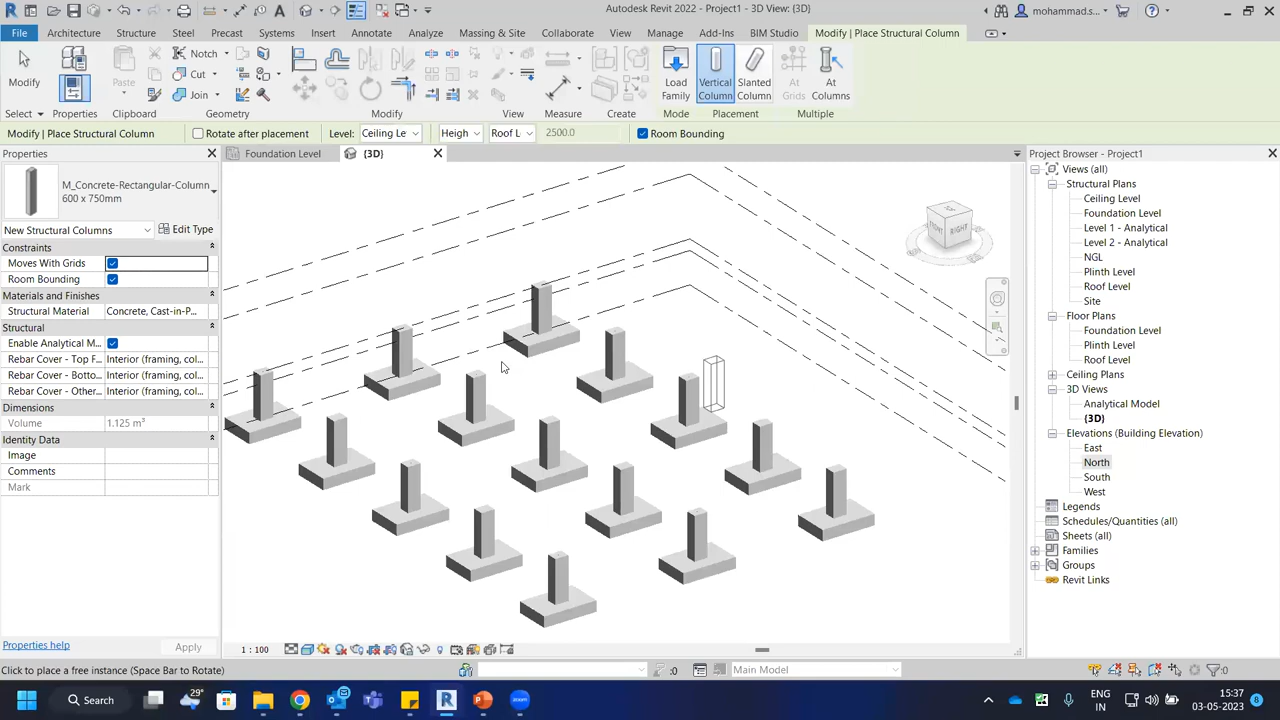 Autodesk Revit 2022 - Project1 - 3D View: {3D}
mohammad.s...
File Architecture Structure Steel Precast Systems Insert Annotate Analyze Massing & Site Collaborate View Manage Add-Ins BIM Studio Modify | Place Structural Column
Modify
Paste
Notch
Cut
Join
Load Family
Vertical Column
Slanted Column
At Grids
At Columns
Select Properties Clipboard Geometry Modify View Measure Create Mode Placement Multiple
Modify | Place Structural Column Rotate after placement Level: Ceiling Le Heigh Roof L 2500.0 Room Bounding
Properties
Foundation Level
{3D}
Project Browser - Project1
M_Concrete-Rectangular-Column
600 x 750mm
New Structural Columns Edit Type
Constraints
Moves With Grids
Room Bounding
Materials and Finishes
Structural Material Concrete, Cast-in-P...
Structural
Enable Analytical M...
Rebar Cover - Top F... Interior (framing, col...
Rebar Cover - Botto... Interior (framing, col...
Rebar Cover - Other... Interior (framing, col...
Dimensions
Volume 1.125 m³
Identity Data
Image
Comments
Mark
Properties help Apply
TOP
FRONT
RIGHT
Views (all)
Structural Plans
Ceiling Level
Foundation Level
Level 1 - Analytical
Level 2 - Analytical
NGL
Plinth Level
Roof Level
Site
Floor Plans
Foundation Level
Plinth Level
Roof Level
Ceiling Plans
3D Views
Analytical Model
{3D}
Elevations (Building Elevation)
East
North
South
West
Legends
Schedules/Quantities (all)
Sheets (all)
Families
Groups
Revit Links
1 : 100
Click to place a free instance (Space Bar to Rotate)
:0
Main Model
:0
Search
29°
zoom
ENG
IN
15:37
03-05-2023